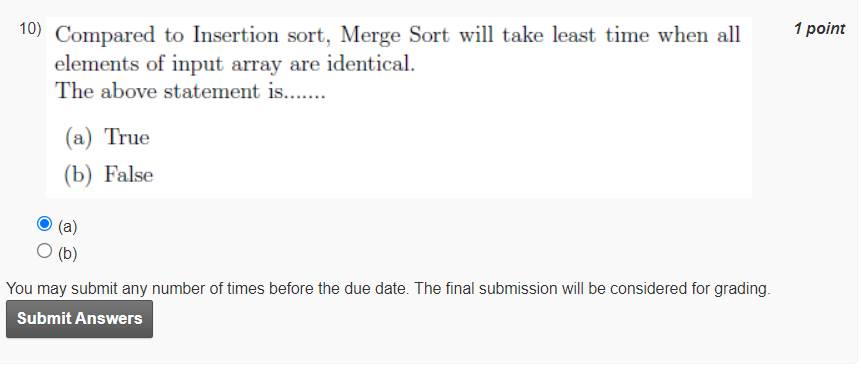 10) Compared to Insertion sort, Merge Sort will take least time when all 1 point
elements of input array are identical.
The above statement is.......
(a) True
(b) False
(a)
(b)
You may submit any number of times before the due date. The final submission will be considered for grading.
Submit Answers